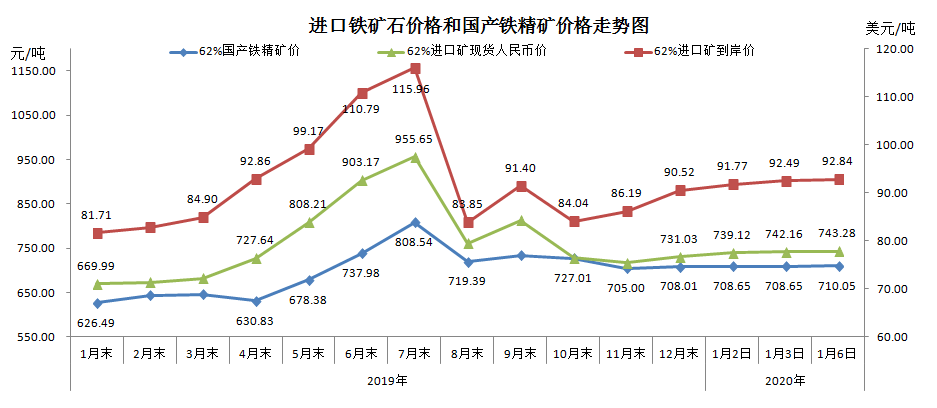 进口铁矿石价格和国产铁精矿价格走势图
元/吨
美元/吨
62%国产铁精矿价 62%进口矿现货人民币价 62%进口矿到岸价
1150.00
1050.00
950.00
850.00
750.00
650.00
550.00
120.00
110.00
100.00
90.00
80.00
70.00
60.00
81.71 84.90 92.86 99.17 110.79 115.96 83.85 91.40 84.04 86.19 90.52 91.77 92.49 92.84
669.99 727.64 808.21 903.17 955.65 731.03 739.12 742.16 743.28
626.49 630.83 678.38 737.98 808.54 719.39 727.01 705.00 708.01 708.65 708.65 710.05
1月末 2月末 3月末 4月末 5月末 6月末 7月末 8月末 9月末 10月末 11月末 12月末 1月2日 1月3日 1月6日
2019年 2020年